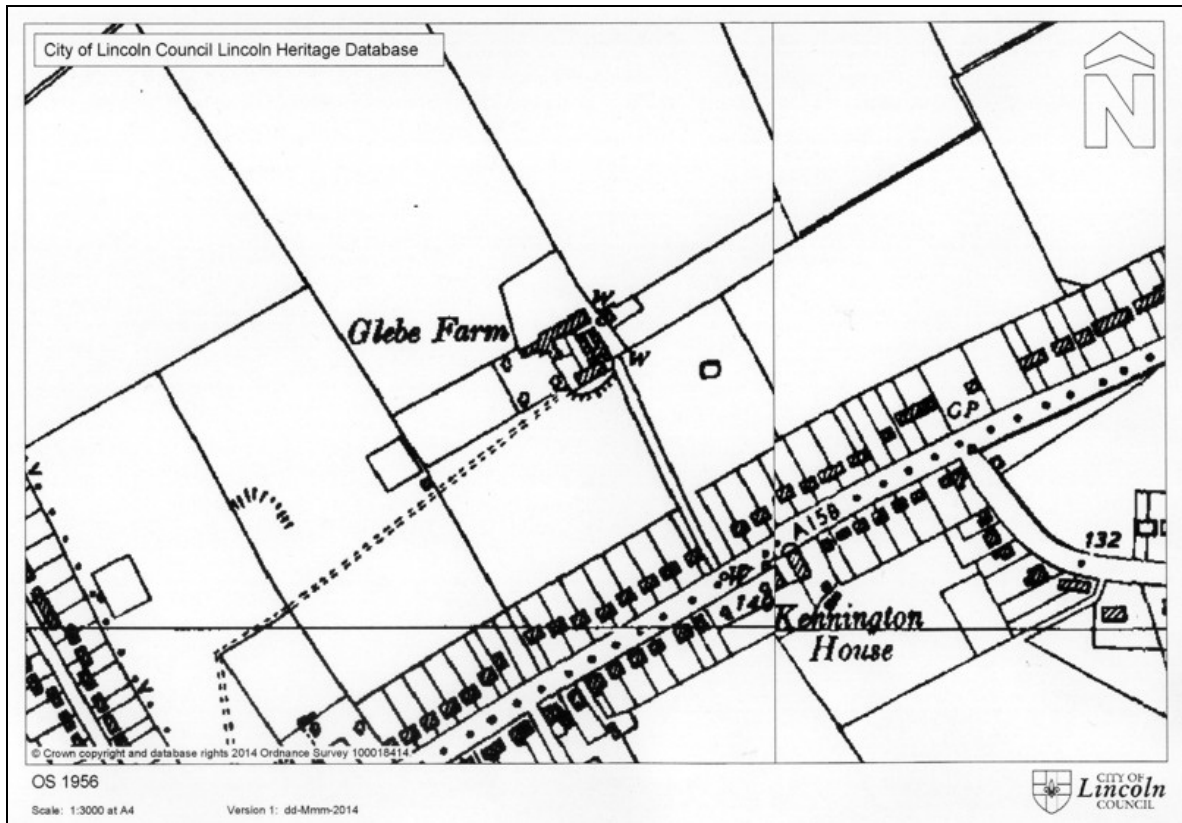 City of Lincoln Council Lincoln Heritage Database
N
W
Glebe Farm
W
GP
A158
132
Kennington
House
© Crown copyright and database rights 2014 Ordnance Survey 100018414.
OS 1956
Scale: 1:3000 at A4
Version 1: dd-Mmm-2014
CITY OF
Lincoln
COUNCIL